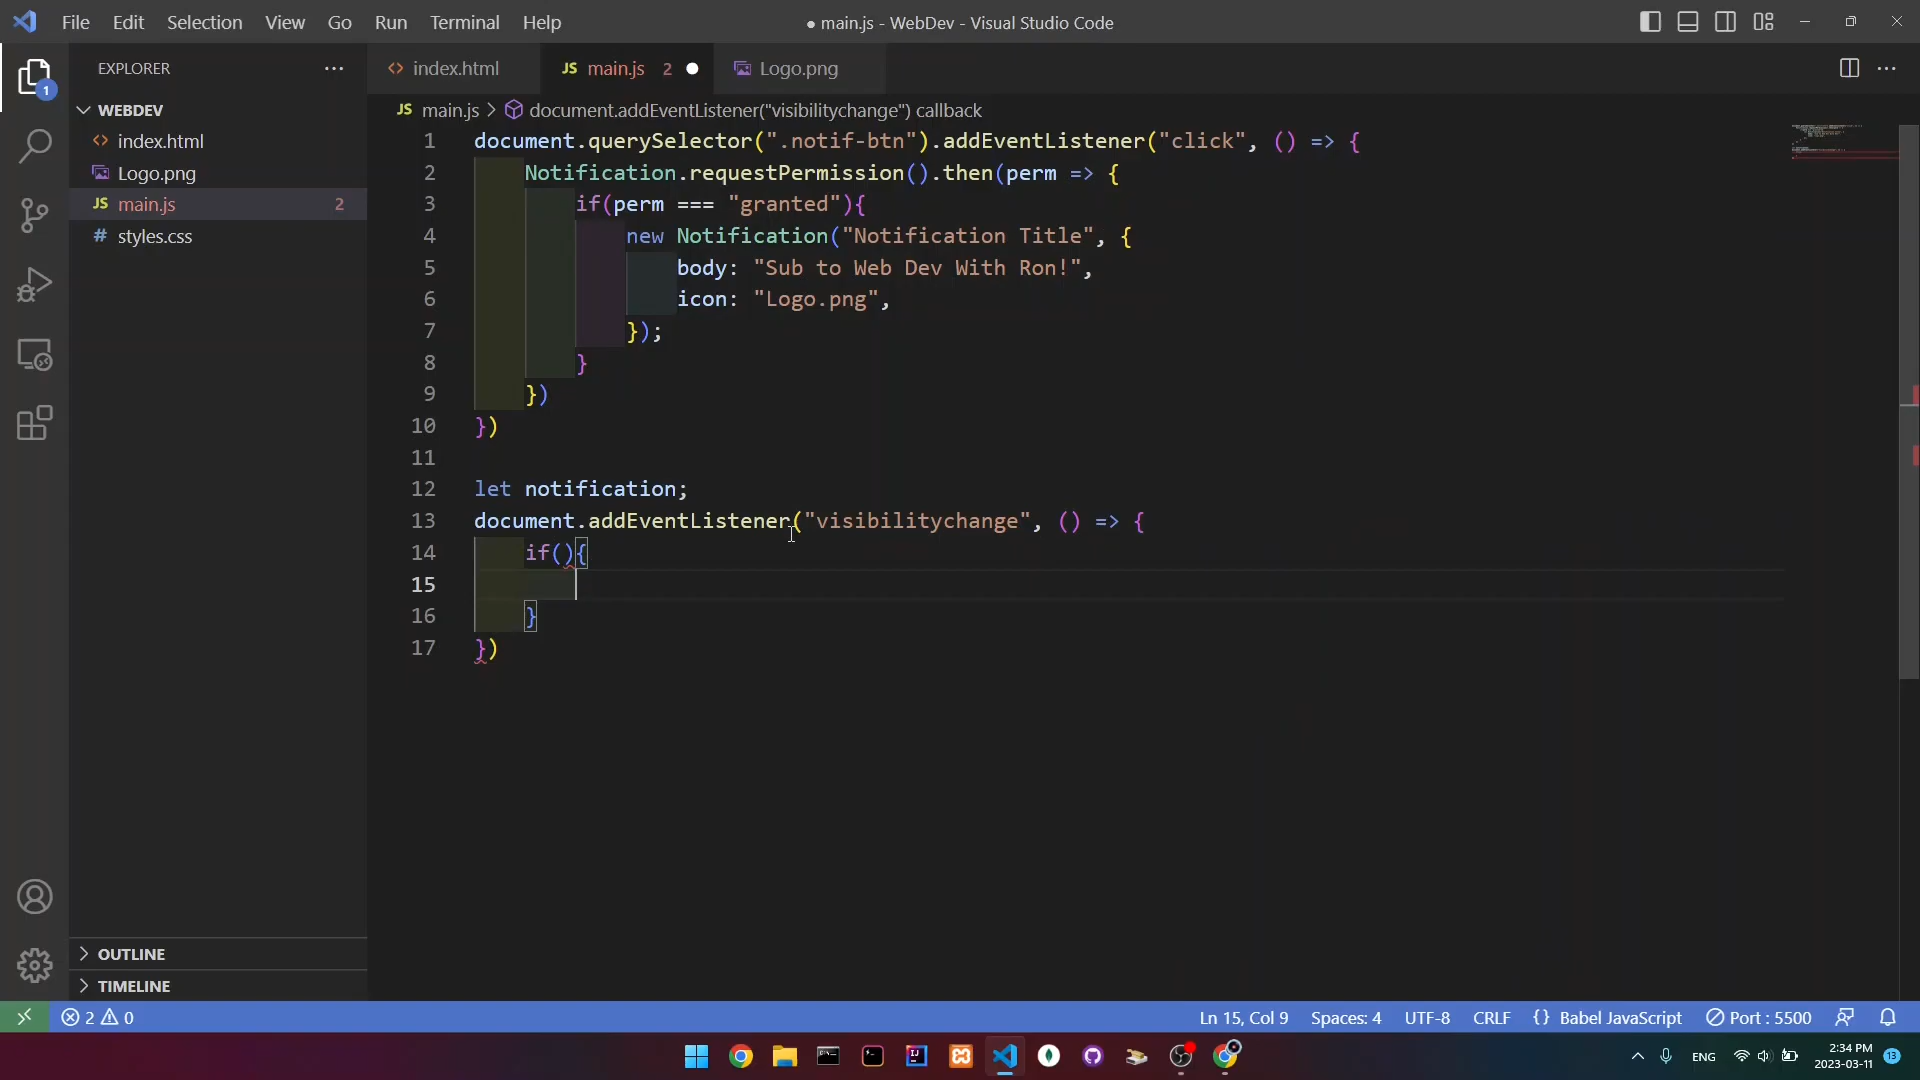 File Edit Selection View Go Run Terminal Help
● main.js - WebDev - Visual Studio Code
EXPLORER
index.html
JS main.js 2
Logo.png
1
WEBDEV
index.html
Logo.png
JS main.js 2
# styles.css
JS main.js > document.addEventListener("visibilitychange") callback
1 document.querySelector(".notif-btn").addEventListener("click", () => {
2 Notification.requestPermission().then(perm => {
3 if(perm === "granted"){
4 new Notification("Notification Title", {
5 body: "Sub to Web Dev With Ron!",
6 icon: "Logo.png",
7 });
8 }
9 })
10 })
11
12 let notification;
13 document.addEventListener("visibilitychange", () => {
14 if(){
15
16 }
17 })
OUTLINE
TIMELINE
2 0
Ln 15, Col 9
Spaces: 4
UTF-8
CRLF
{} Babel JavaScript
Port : 5500
ENG
2:34 PM
2023-03-11
13